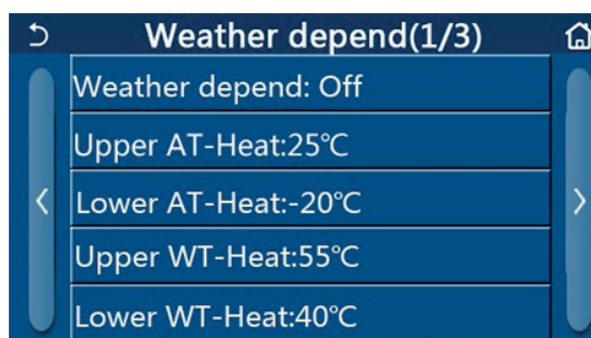 Weather depend(1/3)
Weather depend: Off
Upper AT-Heat:25℃
Lower AT-Heat:-20℃
Upper WT-Heat:55℃
Lower WT-Heat:40℃